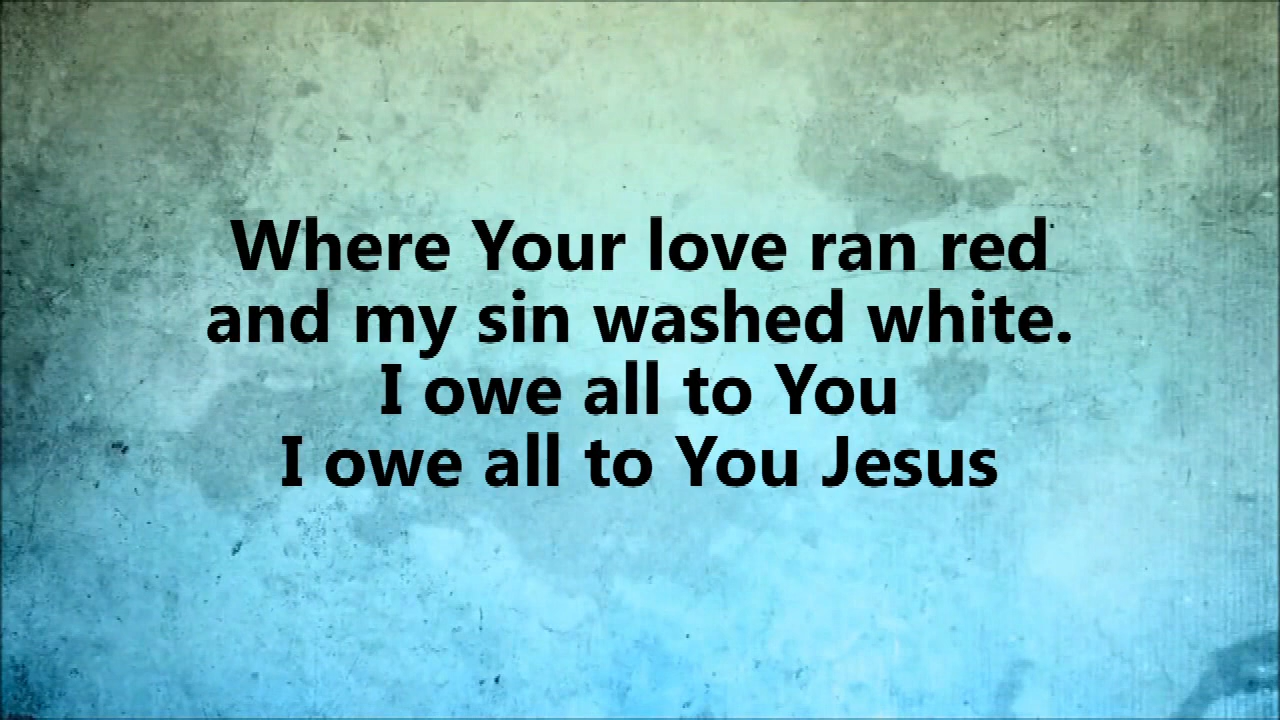 Where Your love ran red
and my sin washed white.
I owe all to You
I owe all to You Jesus